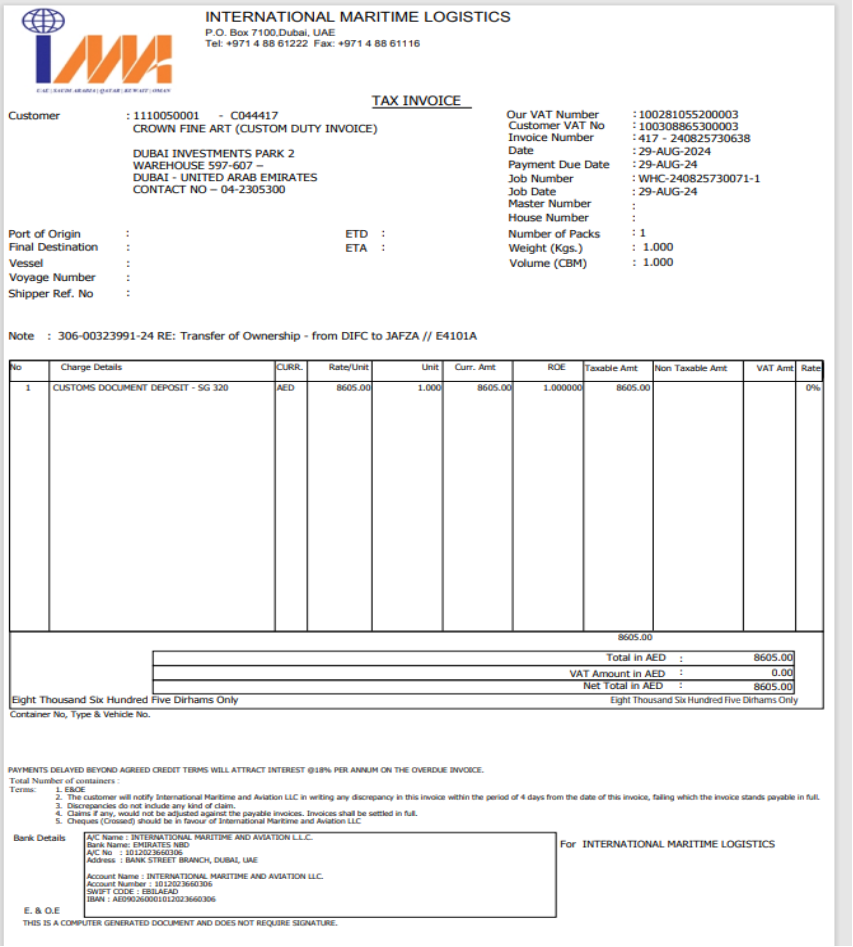 INTERNATIONAL MARITIME LOGISTICS
P.O. Box 7100,Dubai, UAE
Tel: +971 4 88 61222 Fax: +971 4 88 61116
IMA
UAE | SAUDI ARABIA | QATAR | KUWAIT | OMAN
TAX INVOICE
Customer : 1110050001 - C044417
CROWN FINE ART (CUSTOM DUTY INVOICE)
DUBAI INVESTMENTS PARK 2
WAREHOUSE 597-607 –
DUBAI - UNITED ARAB EMIRATES
CONTACT NO – 04-2305300
Our VAT Number : 100281055200003
Customer VAT No : 100308865300003
Invoice Number : 417 - 240825730638
Date : 29-AUG-2024
Payment Due Date : 29-AUG-24
Job Number : WHC-240825730071-1
Job Date : 29-AUG-24
Master Number :
House Number :
Port of Origin : ETD : Number of Packs : 1
Final Destination : ETA : Weight (Kgs.) : 1.000
Vessel : Volume (CBM) : 1.000
Voyage Number :
Shipper Ref. No :
Note : 306-00323991-24 RE: Transfer of Ownership - from DIFC to JAFZA // E4101A
No Charge Details CURR. Rate/Unit Unit Curr. Amt ROE Taxable Amt Non Taxable Amt VAT Amt Rate
1 CUSTOMS DOCUMENT DEPOSIT - SG 320 AED 8605.00 1.000 8605.00 1.000000 8605.00 0%
8605.00
Total in AED : 8605.00
VAT Amount in AED : 0.00
Net Total in AED : 8605.00
Eight Thousand Six Hundred Five Dirhams Only Eight Thousand Six Hundred Five Dirhams Only
Container No, Type & Vehicle No.
PAYMENTS DELAYED BEYOND AGREED CREDIT TERMS WILL ATTRACT INTEREST @18% PER ANNUM ON THE OVERDUE INVOICE.
Total Number of containers :
Terms: 1. E&OE
2. The customer will notify International Maritime and Aviation LLC in writing any discrepancy in this invoice within the period of 4 days from the date of this invoice, failing which the invoice stands payable in full.
3. Discrepancies do not include any kind of claim.
4. Claims if any, would not be adjusted against the payable invoices. Invoices shall be settled in full.
5. Cheques (Crossed) should be in favour of International Maritime and Aviation LLC
Bank Details A/C Name : INTERNATIONAL MARITIME AND AVIATION L.L.C.
Bank Name: EMIRATES NBD
A/C No : 1012023660306
Address : BANK STREET BRANCH, DUBAI, UAE
Account Name : INTERNATIONAL MARITIME AND AVIATION LLC.
Account Number : 1012023660306
SWIFT CODE : EBILAEAD
IBAN : AE090260001012023660306
For INTERNATIONAL MARITIME LOGISTICS
E. & O.E
THIS IS A COMPUTER GENERATED DOCUMENT AND DOES NOT REQUIRE SIGNATURE.